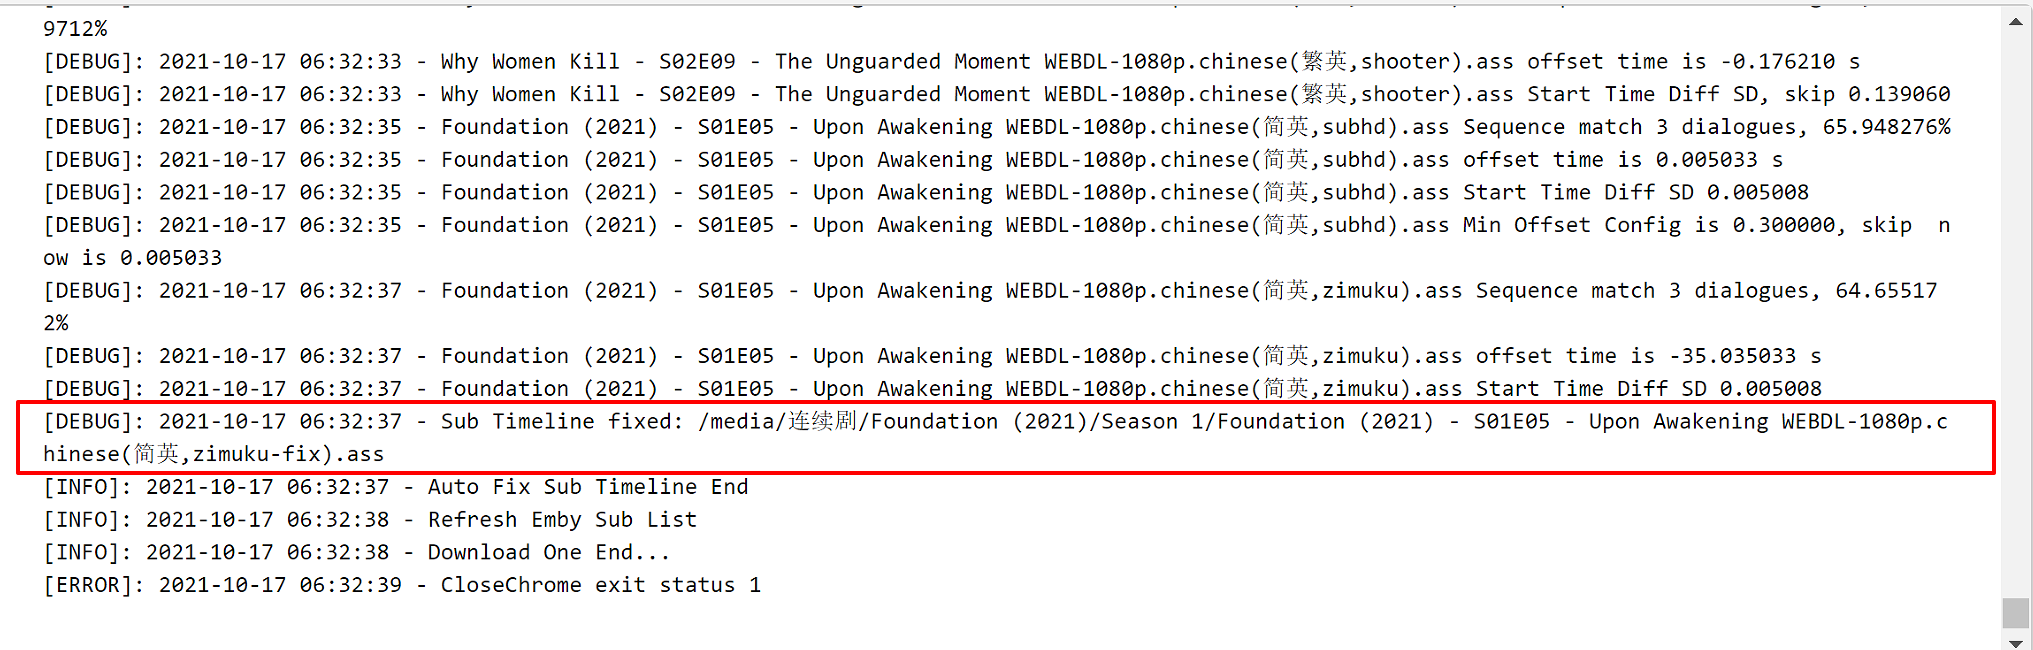 9712%
[DEBUG]: 2021-10-17 06:32:33 - Why Women Kill - S02E09 - The Unguarded Moment WEBDL-1080p.chinese(繁英,shooter).ass offset time is -0.176210 s
[DEBUG]: 2021-10-17 06:32:33 - Why Women Kill - S02E09 - The Unguarded Moment WEBDL-1080p.chinese(繁英,shooter).ass Start Time Diff SD, skip 0.139060
[DEBUG]: 2021-10-17 06:32:35 - Foundation (2021) - S01E05 - Upon Awakening WEBDL-1080p.chinese(简英,subhd).ass Sequence match 3 dialogues, 65.948276%
[DEBUG]: 2021-10-17 06:32:35 - Foundation (2021) - S01E05 - Upon Awakening WEBDL-1080p.chinese(简英,subhd).ass offset time is 0.005033 s
[DEBUG]: 2021-10-17 06:32:35 - Foundation (2021) - S01E05 - Upon Awakening WEBDL-1080p.chinese(简英,subhd).ass Start Time Diff SD 0.005008
[DEBUG]: 2021-10-17 06:32:35 - Foundation (2021) - S01E05 - Upon Awakening WEBDL-1080p.chinese(简英,subhd).ass Min Offset Config is 0.300000, skip  n
ow is 0.005033
[DEBUG]: 2021-10-17 06:32:37 - Foundation (2021) - S01E05 - Upon Awakening WEBDL-1080p.chinese(简英,zimuku).ass Sequence match 3 dialogues, 64.65517
2%
[DEBUG]: 2021-10-17 06:32:37 - Foundation (2021) - S01E05 - Upon Awakening WEBDL-1080p.chinese(简英,zimuku).ass offset time is -35.035033 s
[DEBUG]: 2021-10-17 06:32:37 - Foundation (2021) - S01E05 - Upon Awakening WEBDL-1080p.chinese(简英,zimuku).ass Start Time Diff SD 0.005008
[DEBUG]: 2021-10-17 06:32:37 - Sub Timeline fixed: /media/连续剧/Foundation (2021)/Season 1/Foundation (2021) - S01E05 - Upon Awakening WEBDL-1080p.c
hinese(简英,zimuku-fix).ass
[INFO]: 2021-10-17 06:32:37 - Auto Fix Sub Timeline End
[INFO]: 2021-10-17 06:32:38 - Refresh Emby Sub List
[INFO]: 2021-10-17 06:32:38 - Download One End...
[ERROR]: 2021-10-17 06:32:39 - CloseChrome exit status 1